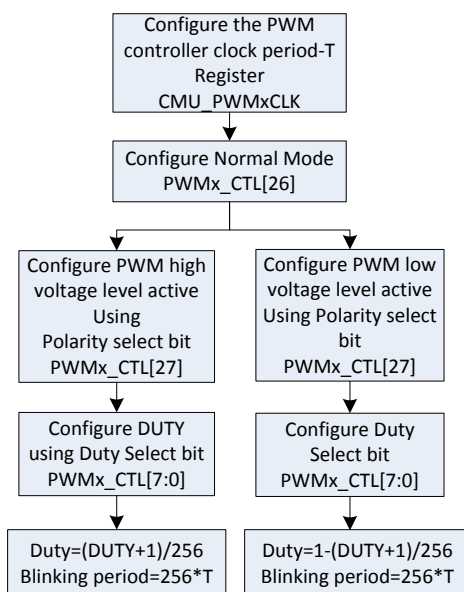 Configure the PWM
controller clock period-T
Register
CMU_PWMxCLK
Configure Normal Mode
PWMx_CTL[26]
Configure PWM high
voltage level active
Using
Polarity select bit
PWMx_CTL[27]
Configure PWM low
voltage level active
Using Polarity select
bit
PWMx_CTL[27]
Configure DUTY
using Duty Select bit
PWMx_CTL[7:0]
Configure Duty
Select bit
PWMx_CTL[7:0]
Duty=(DUTY+1)/256
Blinking period=256*T
Duty=1-(DUTY+1)/256
Blinking period=256*T